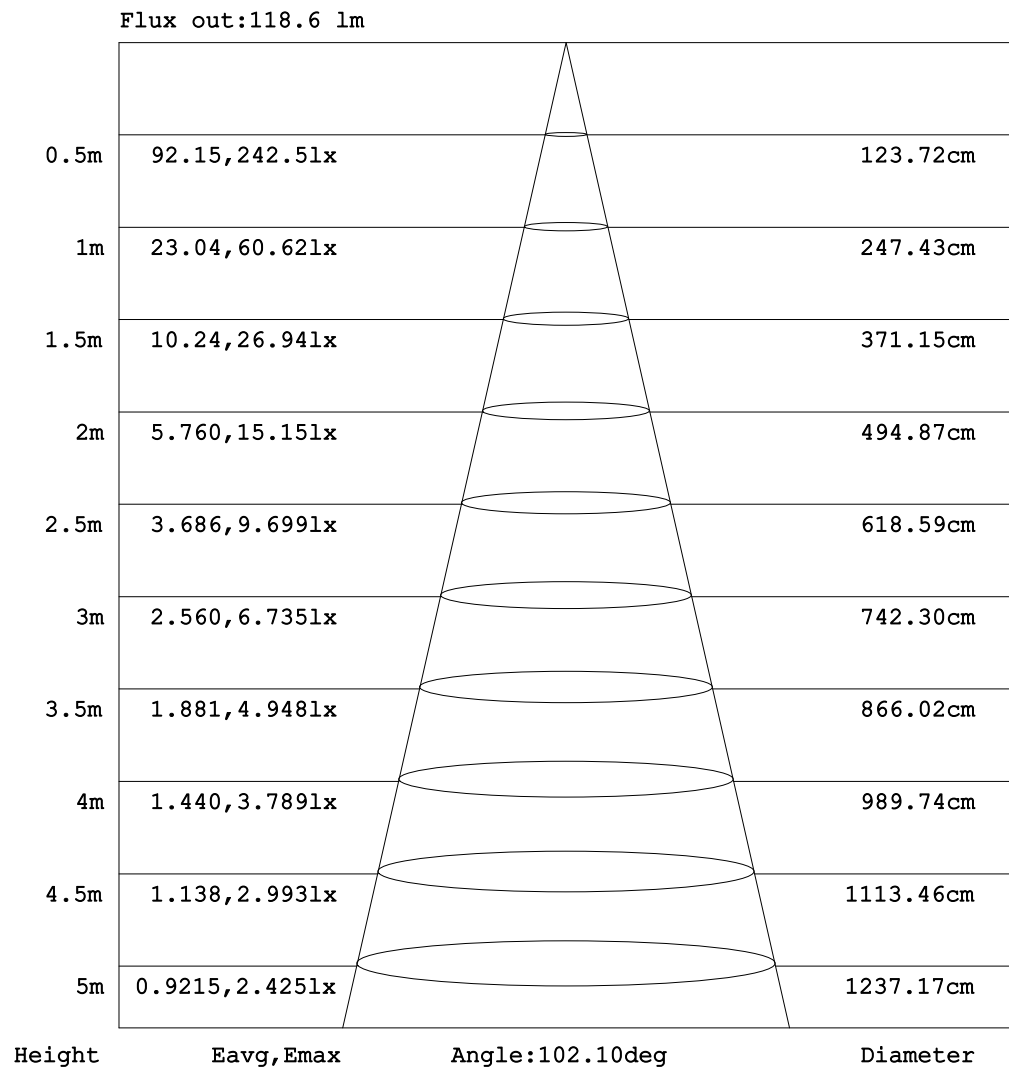 Flux out:118.6 lm
0.5m 92.15,242.5lx 123.72cm
1m 23.04,60.62lx 247.43cm
1.5m 10.24,26.94lx 371.15cm
2m 5.760,15.15lx 494.87cm
2.5m 3.686,9.699lx 618.59cm
3m 2.560,6.735lx 742.30cm
3.5m 1.881,4.948lx 866.02cm
4m 1.440,3.789lx 989.74cm
4.5m 1.138,2.993lx 1113.46cm
5m 0.9215,2.425lx 1237.17cm
Height Eavg,Emax Angle:102.10deg Diameter